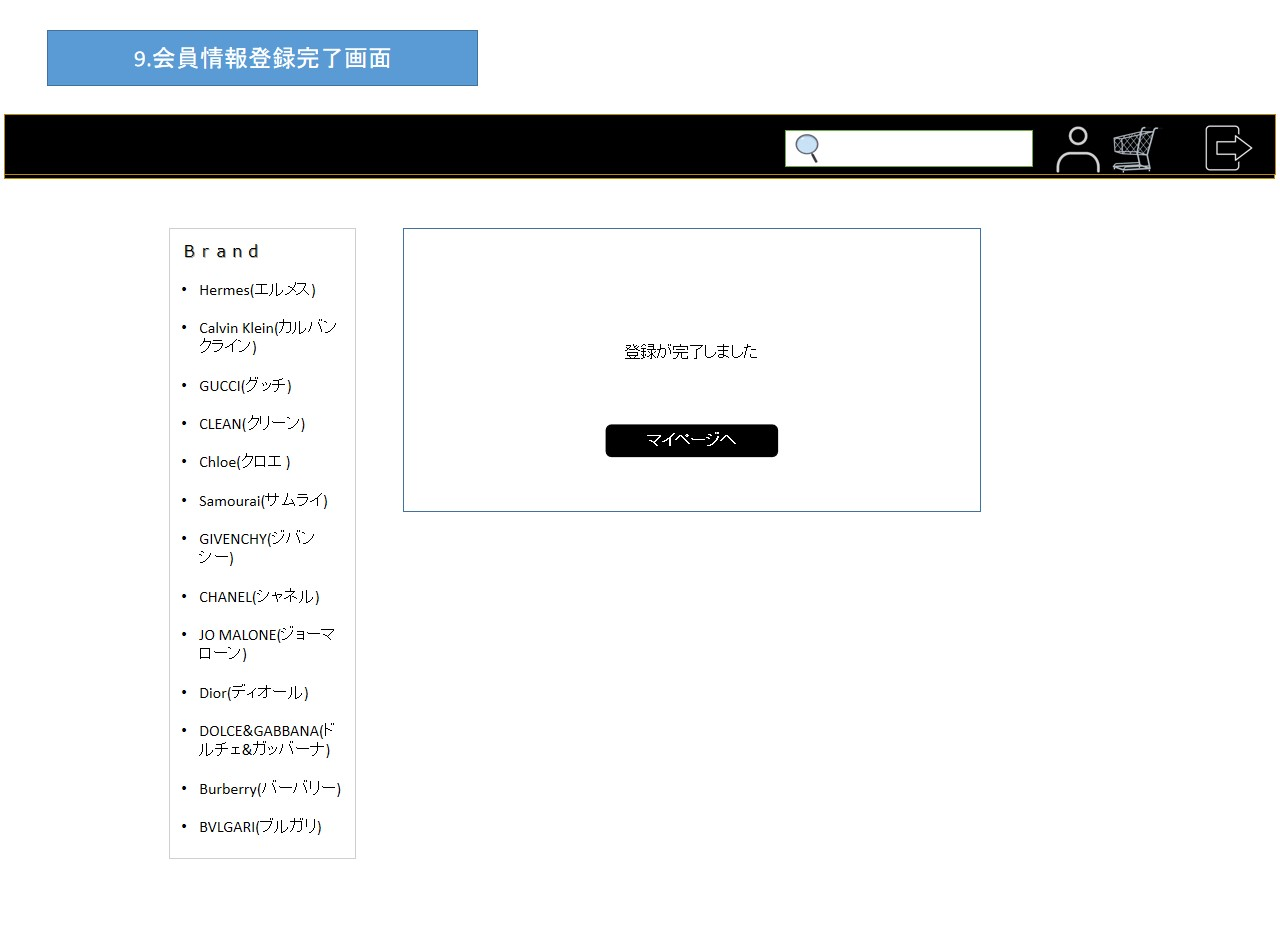 9.会員情報登録完了画面
Brand
• Hermes(エルメス)
• Calvin Klein(カルバン
クライン)
• GUCCI(グッチ)
• CLEAN(クリーン)
• Chloe(クロエ )
• Samourai(サムライ)
• GIVENCHY(ジバン
シー)
• CHANEL(シャネル)
• JO MALONE(ジョーマ
ローン)
• Dior(ディオール)
• DOLCE&GABBANA(ド
ルチェ&ガッバーナ)
• Burberry(バーバリー)
• BVLGARI(ブルガリ)
登録が完了しました
マイページへ